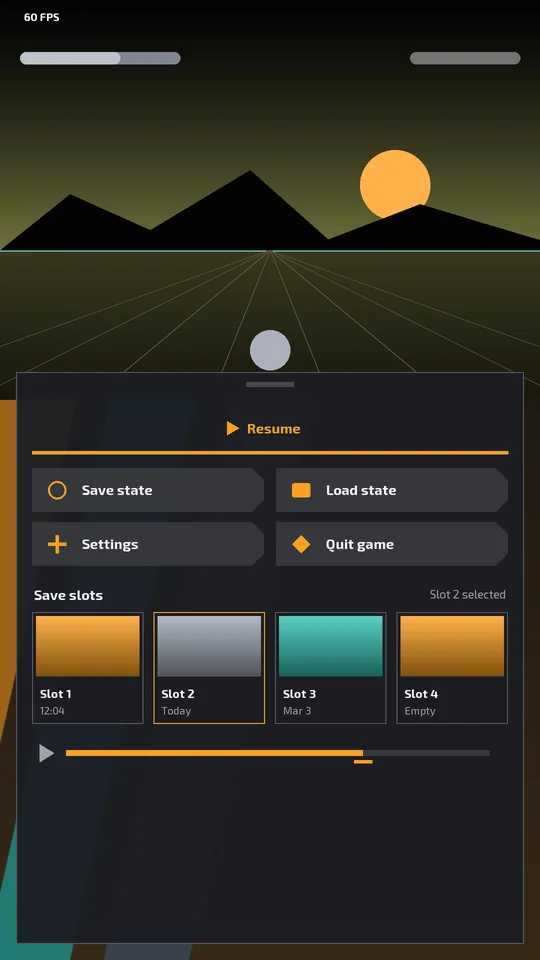 60 FPS
Resume
Save state
Load state
Settings
Quit game
Save slots
Slot 2 selected
Slot 1
12:04
Slot 2
Today
Slot 3
Mar 3
Slot 4
Empty